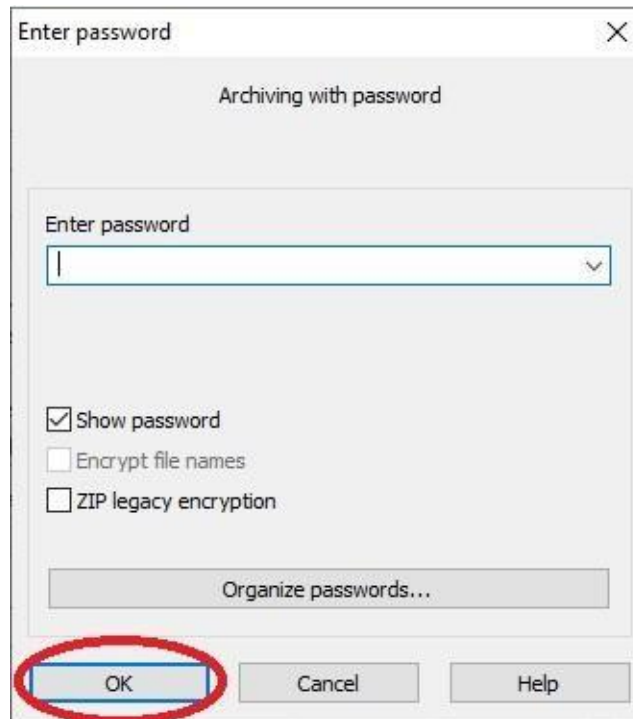 Enter password
Archiving with password
Enter password
Show password
Encrypt file names
ZIP legacy encryption
Organize passwords...
OK Cancel Help